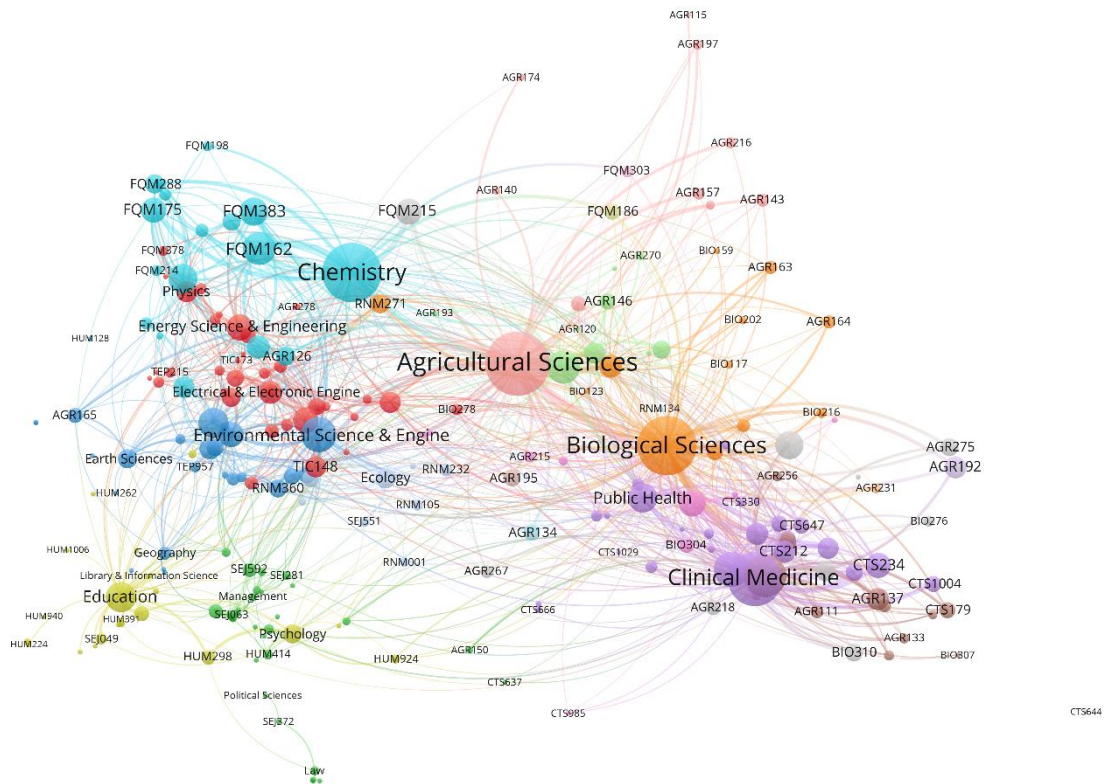 AGR115
AGR197
AGR174
AGR216
FQM198
FQM303
FQM288
AGR140
AGR157
AGR143
FQM175
FQM383
FQM215
FQM186
FQM378
FQM162
BIO159
AGR270
AGR163
FQM214
Chemistry
Physics
RNM271
AGR146
AGR278
AGR193
BIO202
AGR164
Energy Science & Engineering
AGR120
HUM128
TIC173
AGR126
Agricultural Sciences
BIO117
TEP215
Electrical & Electronic Engine
BIO123
AGR165
BIO278
RNM134
BIO216
Environmental Science & Engine
Biological Sciences
AGR275
Earth Sciences
TEP957
TIC148
AGR215
AGR192
RNM232
Ecology
AGR195
AGR256
RNM360
AGR231
HUM262
RNM105
Public Health
CTS330
SEJ551
BIO276
AGR134
CTS647
HUM1006
Geography
BIO304
CTS1029
CTS212
RNM001
CTS234
SEJ592
SEJ281
AGR267
Library & Information Science
Clinical Medicine
CTS1004
Education
Management
AGR137
HUM940
HUM391
SEJ063
CTS666
AGR218
AGR111
CTS179
HUM224
SEJ049
Psychology
AGR133
HUM298
HUM414
HUM924
AGR150
BIO310
BIO307
CTS637
Political Sciences
CTS985
CTS644
SEJ372
Law